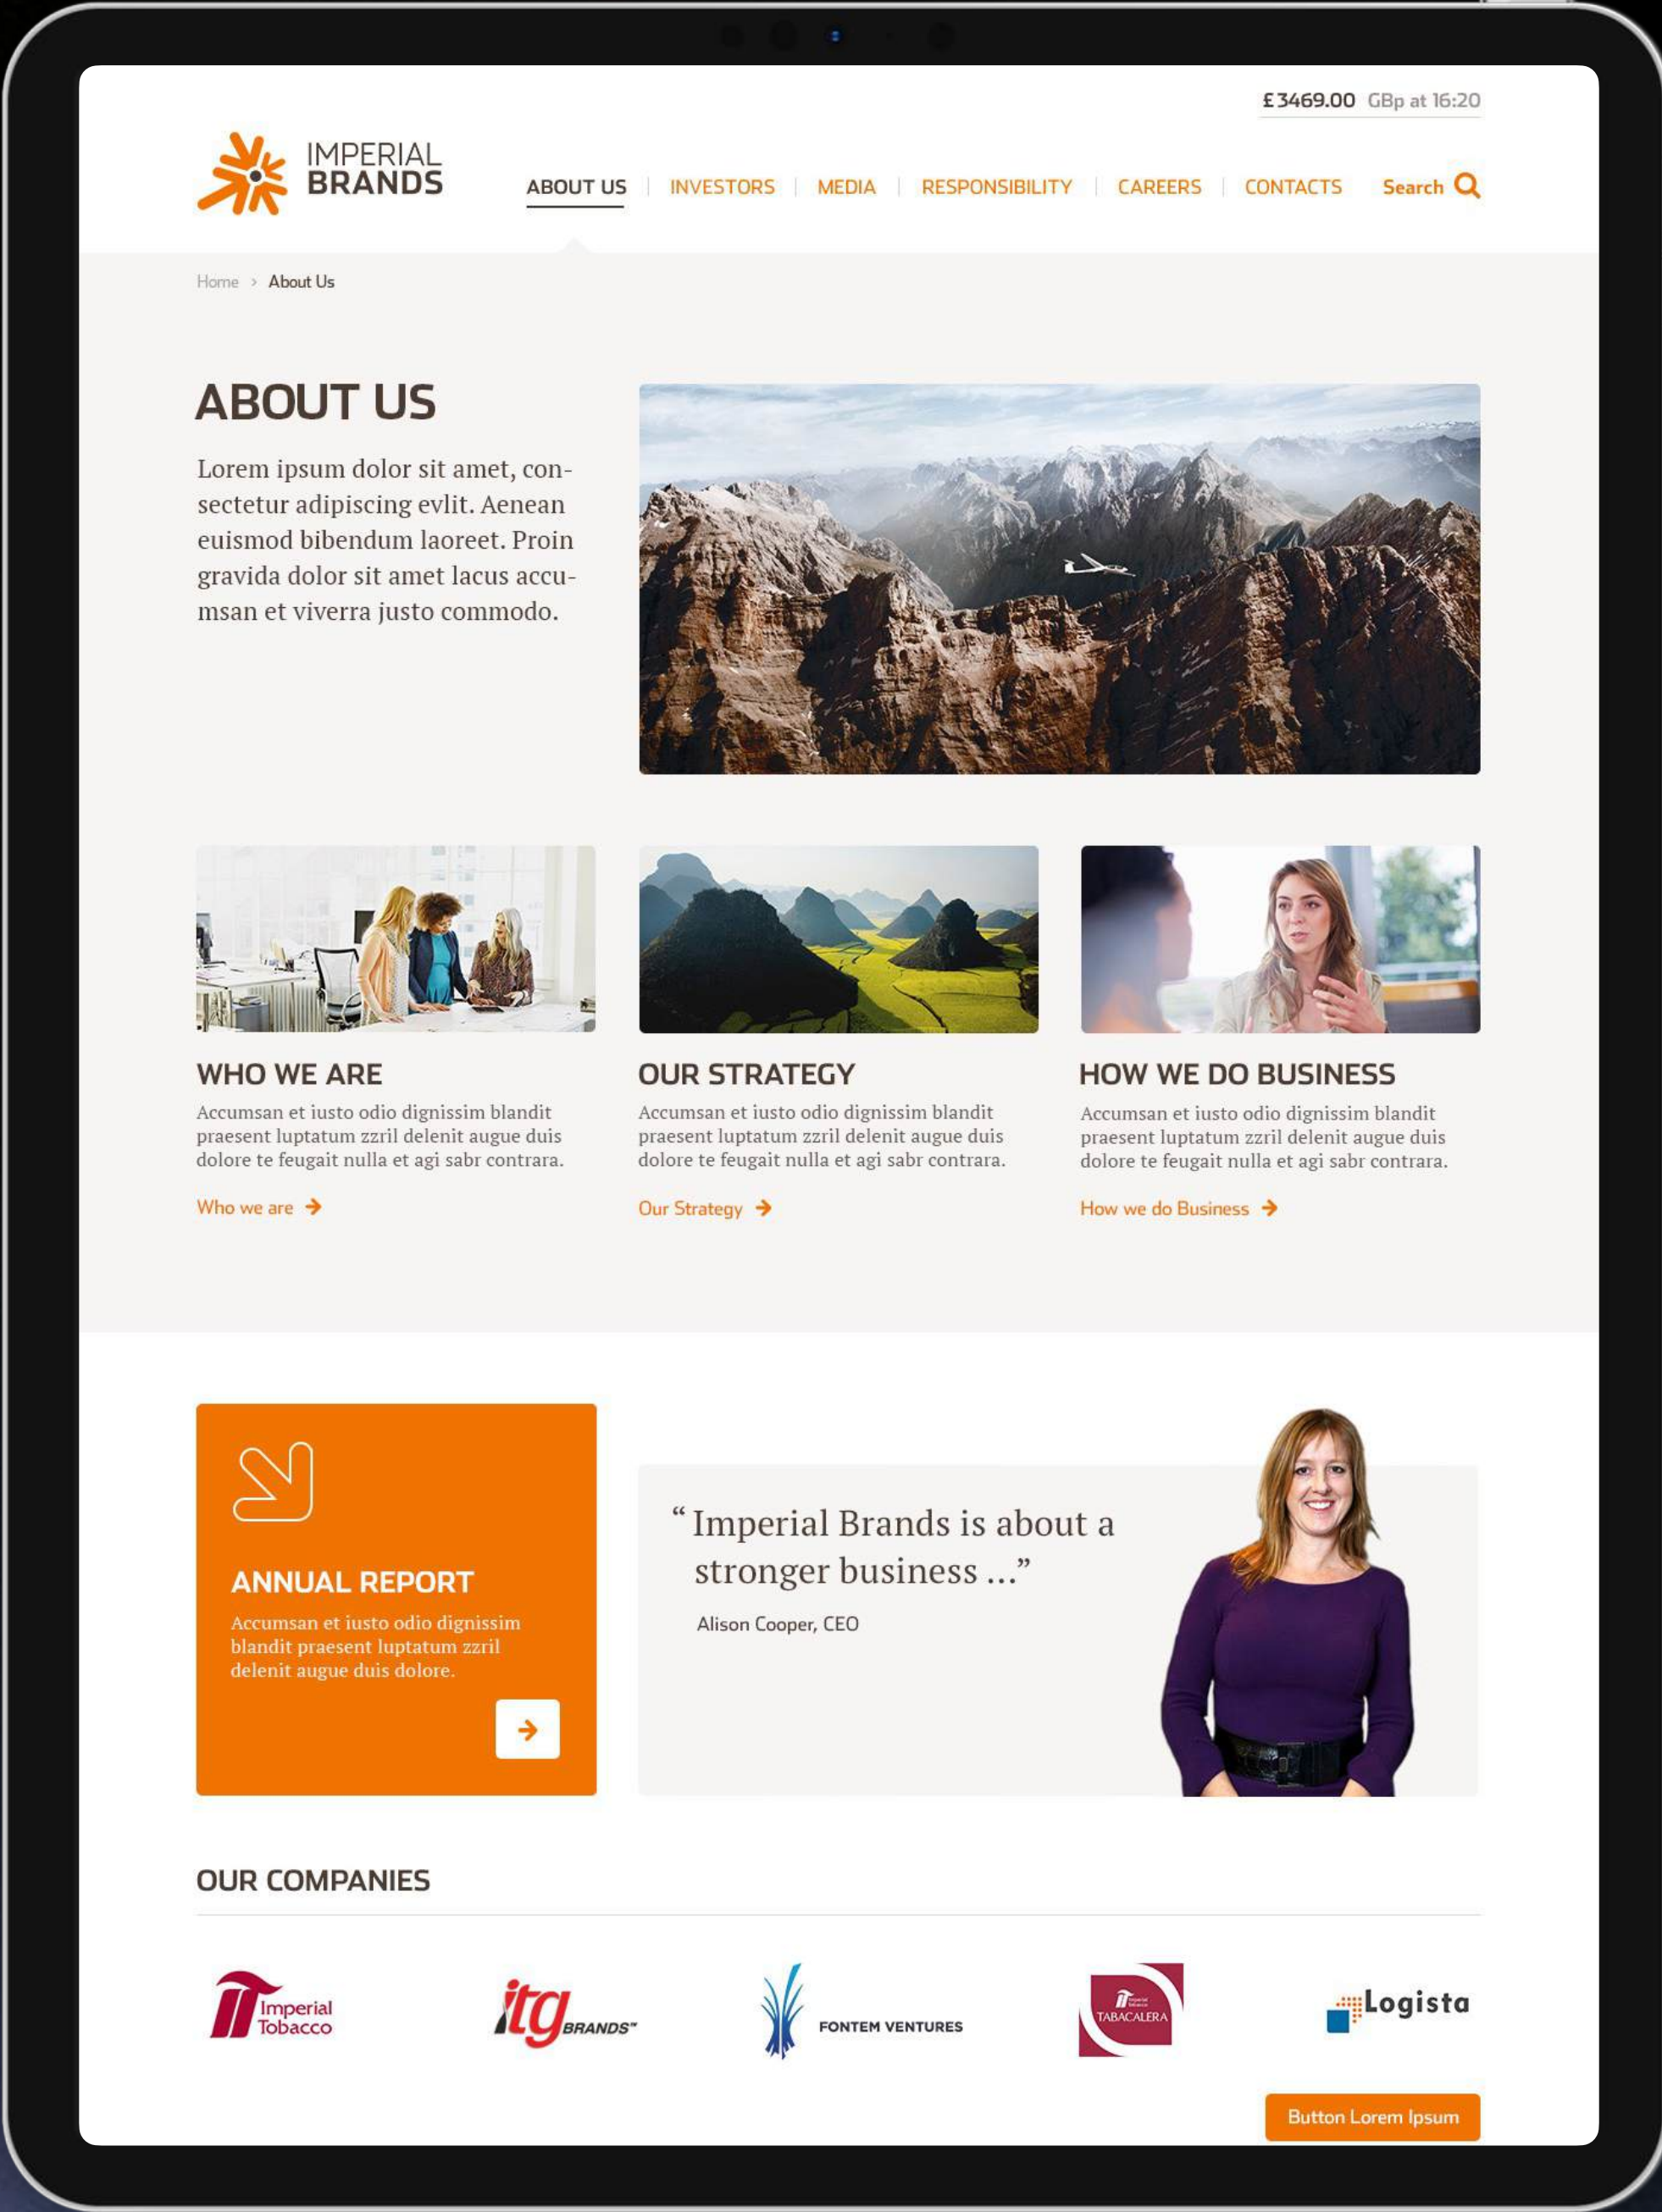 £3469.00 GBp at 16:20
IMPERIAL
BRANDS
ABOUT US | INVESTORS | MEDIA | RESPONSIBILITY | CAREERS | CONTACTS Search
Home > About Us
ABOUT US
Lorem ipsum dolor sit amet, con-
sectetur adipiscing evlit. Aenean
euismod bibendum laoreet. Proin
gravida dolor sit amet lacus accu-
msan et viverra justo commodo.
WHO WE ARE
Accumsan et iusto odio dignissim blandit
praesent luptatum zzril delenit augue duis
dolore te feugait nulla et agi sabr contrara.
Who we are →
OUR STRATEGY
Accumsan et iusto odio dignissim blandit
praesent luptatum zzril delenit augue duis
dolore te feugait nulla et agi sabr contrara.
Our Strategy →
HOW WE DO BUSINESS
Accumsan et iusto odio dignissim blandit
praesent luptatum zzril delenit augue duis
dolore te feugait nulla et agi sabr contrara.
How we do Business →
ANNUAL REPORT
Accumsan et iusto odio dignissim
blandit praesent luptatum zzril
delenit augue duis dolore.
“Imperial Brands is about a
stronger business ...”
Alison Cooper, CEO
OUR COMPANIES
Imperial
Tobacco
itg BRANDS™
FONTEM VENTURES
TABACALERA
Logista
Button Lorem Ipsum